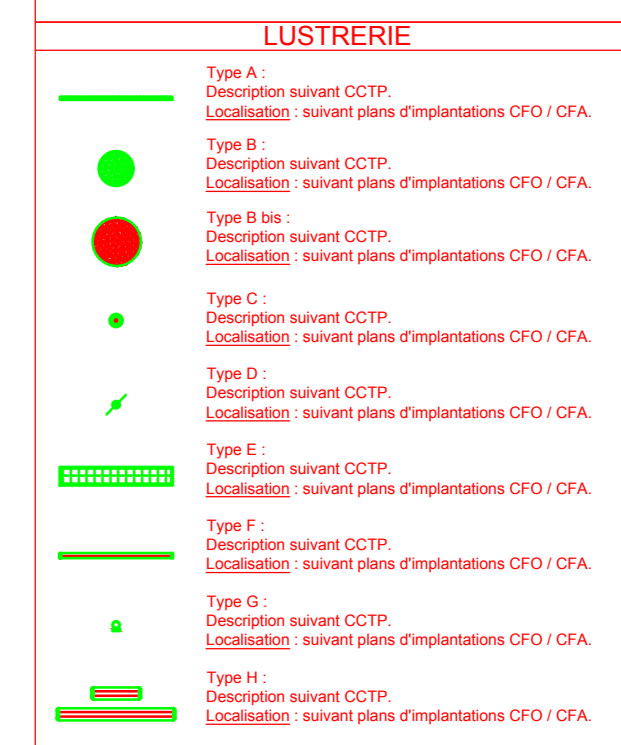 LUSTRERIE
Type A :
Description suivant CCTP.
Localisation : suivant plans d'implantations CFO / CFA.
Type B :
Description suivant CCTP.
Localisation : suivant plans d'implantations CFO / CFA.
Type B bis :
Description suivant CCTP.
Localisation : suivant plans d'implantations CFO / CFA.
Type C :
Description suivant CCTP.
Localisation : suivant plans d'implantations CFO / CFA.
Type D :
Description suivant CCTP.
Localisation : suivant plans d'implantations CFO / CFA.
Type E :
Description suivant CCTP.
Localisation : suivant plans d'implantations CFO / CFA.
Type F :
Description suivant CCTP.
Localisation : suivant plans d'implantations CFO / CFA.
Type G :
Description suivant CCTP.
Localisation : suivant plans d'implantations CFO / CFA.
Type H :
Description suivant CCTP.
Localisation : suivant plans d'implantations CFO / CFA.